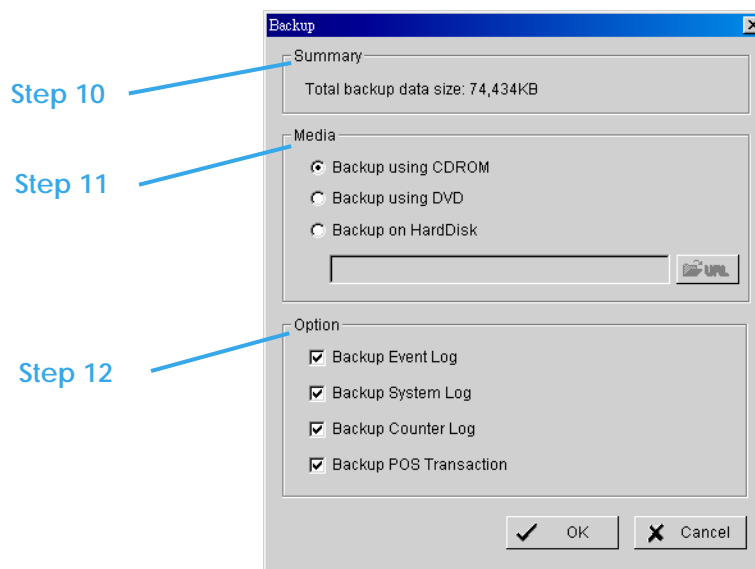 Backup
Summary
Step 10
Total backup data size: 74,434KB
Media
Backup using CDROM
Step 11
Backup using DVD
Backup on HardDisk
URL
Option
Backup Event Log
Step 12
Backup System Log
Backup Counter Log
Backup POS Transaction
OK
Cancel